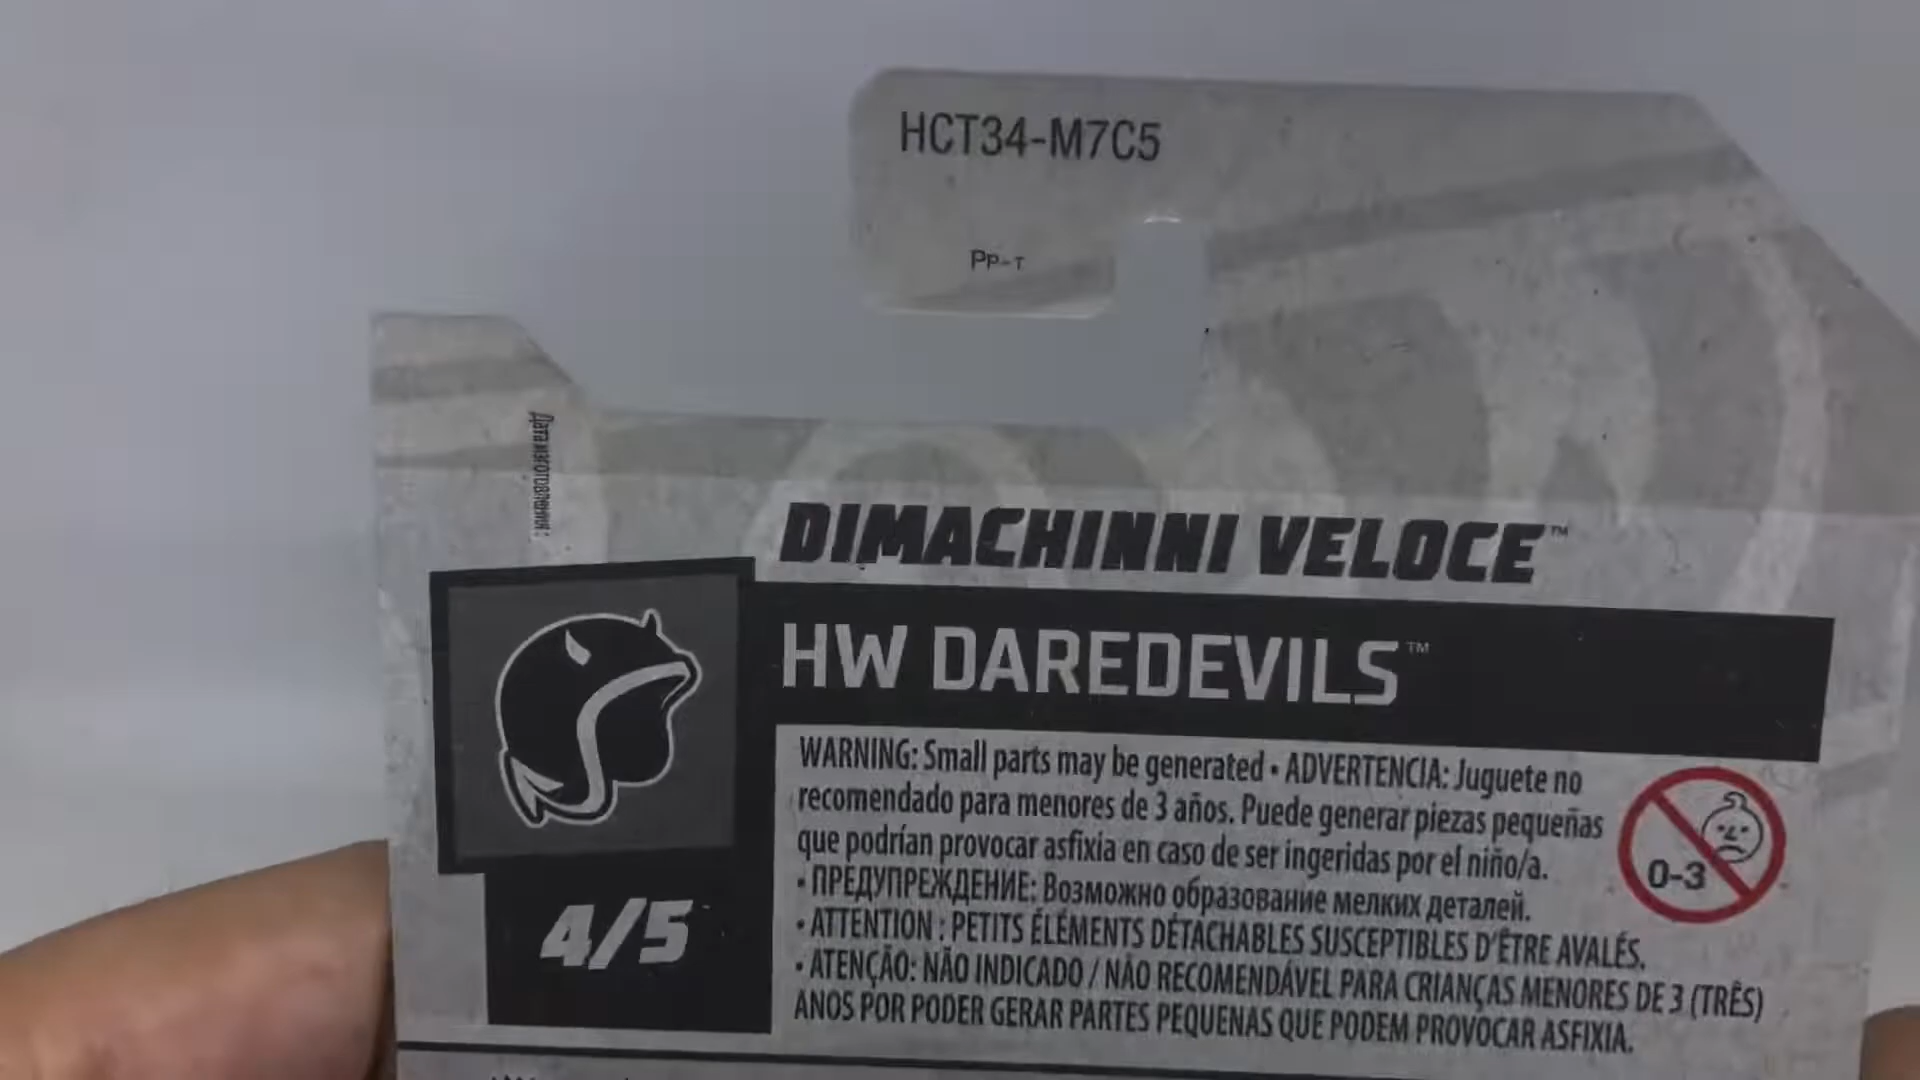 HCT34-M7C5
PP-T
Дата изготовления:
DIMACHINNI VELOCE™
HW DAREDEVILS™
WARNING: Small parts may be generated • ADVERTENCIA: Juguete no
recomendado para menores de 3 años. Puede generar piezas pequeñas
que podrían provocar asfixia en caso de ser ingeridas por el niño/a.
• ПРЕДУПРЕЖДЕНИЕ: Возможно образование мелких деталей.
• ATTENTION : PETITS ÉLÉMENTS DÉTACHABLES SUSCEPTIBLES D'ÊTRE AVALÉS.
• ATENÇÃO: NÃO INDICADO / NÃO RECOMENDÁVEL PARA CRIANÇAS MENORES DE 3 (TRÊS)
ANOS POR PODER GERAR PARTES PEQUENAS QUE PODEM PROVOCAR ASFIXIA.
0-3
4/5